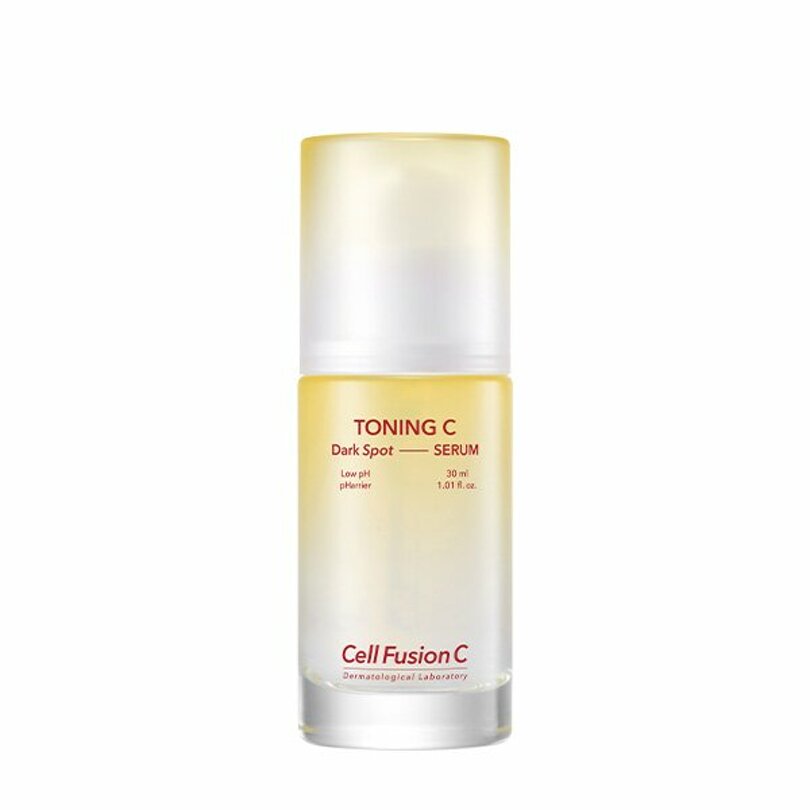 TONING C
Dark Spot — SERUM
Low pH 30 ml
pHarrier 1.01 fl. oz.
Cell Fusion C
Dermatological Laboratory